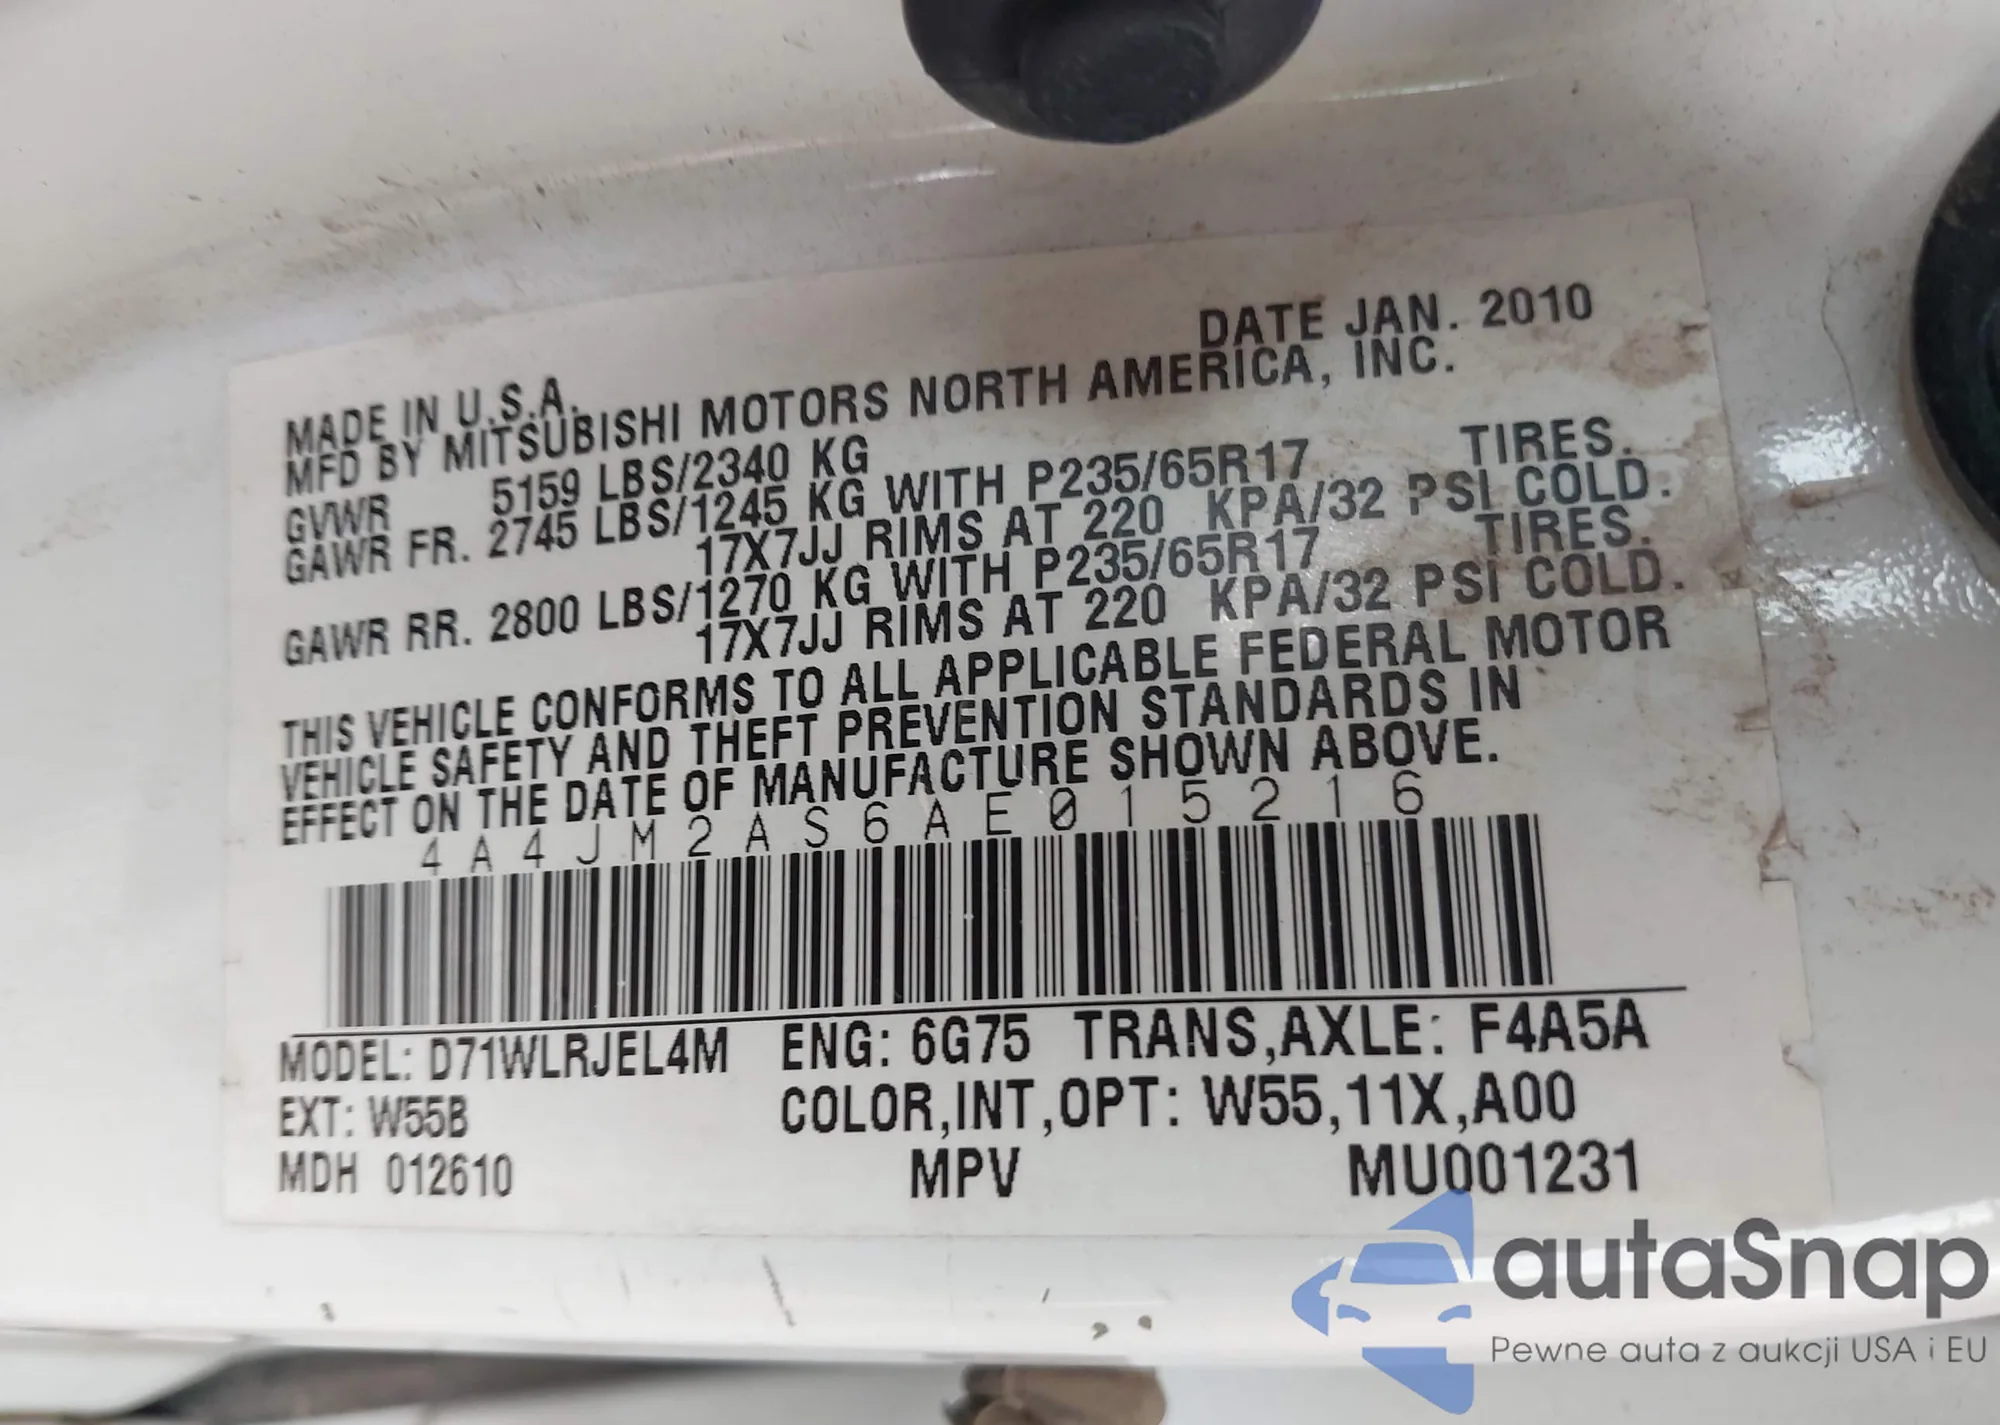 DATE JAN. 2010
MADE IN U.S.A.
MFD BY MITSUBISHI MOTORS NORTH AMERICA, INC.
GVWR 5159 LBS/2340 KG
GAWR FR. 2745 LBS/1245 KG WITH P235/65R17 TIRES.
17X7JJ RIMS AT 220 KPA/32 PSI COLD.
GAWR RR. 2800 LBS/1270 KG WITH P235/65R17 TIRES.
17X7JJ RIMS AT 220 KPA/32 PSI COLD.
THIS VEHICLE CONFORMS TO ALL APPLICABLE FEDERAL MOTOR
VEHICLE SAFETY AND THEFT PREVENTION STANDARDS IN
EFFECT ON THE DATE OF MANUFACTURE SHOWN ABOVE.
4A4JM2AS6AE015216
MODEL: D71WLRJEL4M ENG: 6G75 TRANS,AXLE: F4A5A
EXT: W55B COLOR,INT,OPT: W55,11X,A00
MDH 012610 MPV MU001231
autaSnap
Pewne auta z aukcji USA i EU